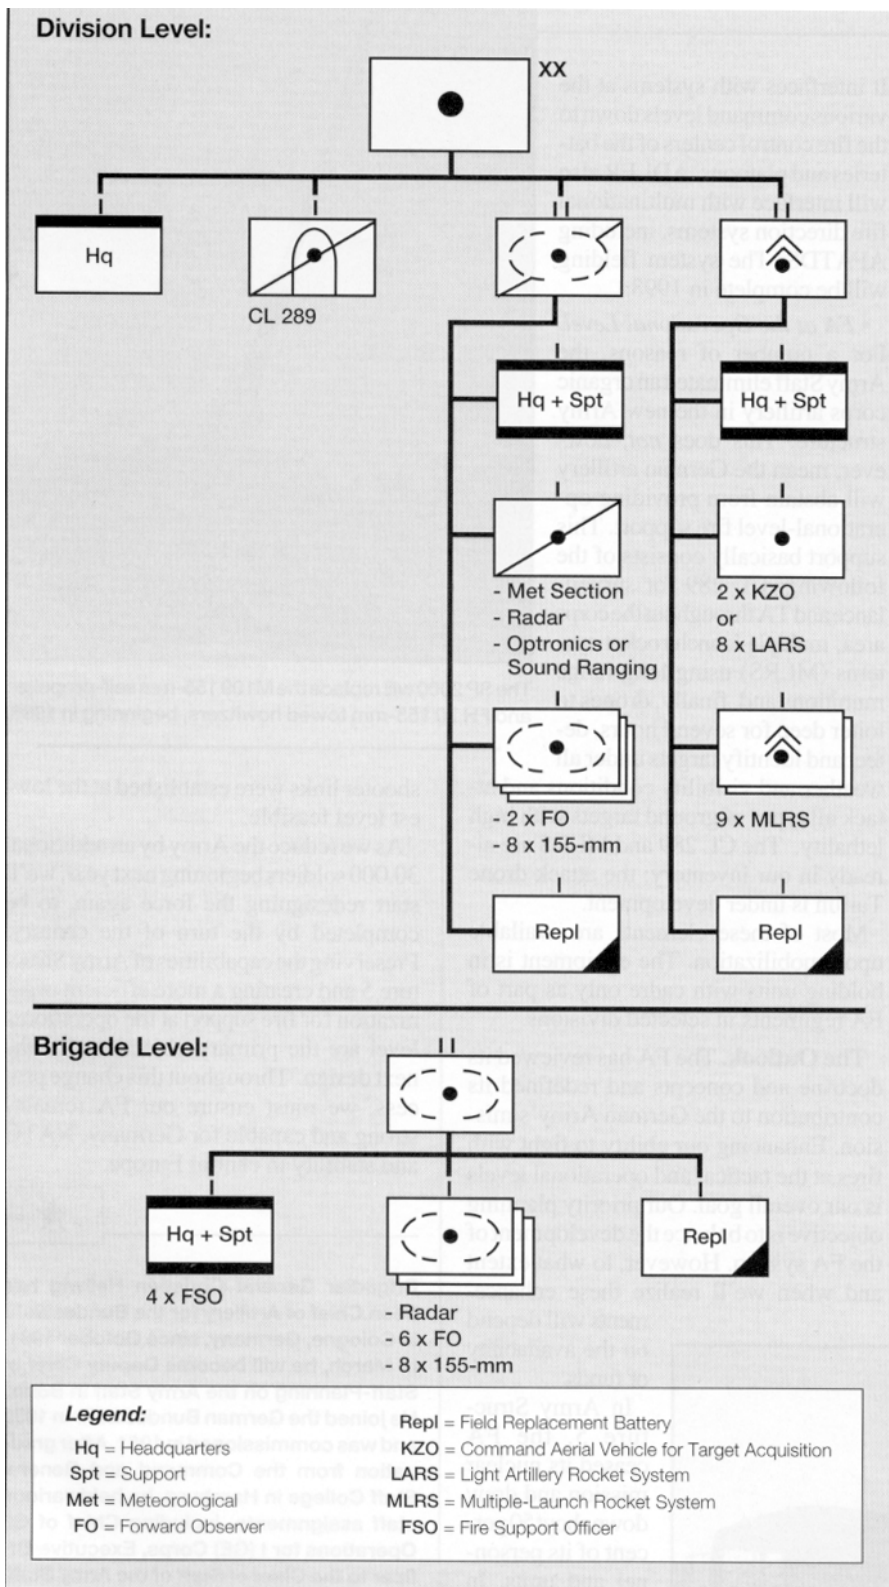 Division Level:
XX
Hq
CL 289
Hq + Spt
Hq + Spt
- Met Section
- Radar
- Optronics or
Sound Ranging
2 x KZO
or
8 x LARS
- 2 x FO
- 8 x 155-mm
9 x MLRS
Repl
Repl
Brigade Level:
Hq + Spt
Repl
4 x FSO
- Radar
- 6 x FO
- 8 x 155-mm
Legend:
Hq = Headquarters
Spt = Support
Met = Meteorological
FO = Forward Observer
Repl = Field Replacement Battery
KZO = Command Aerial Vehicle for Target Acquisition
LARS = Light Artillery Rocket System
MLRS = Multiple-Launch Rocket System
FSO = Fire Support Officer